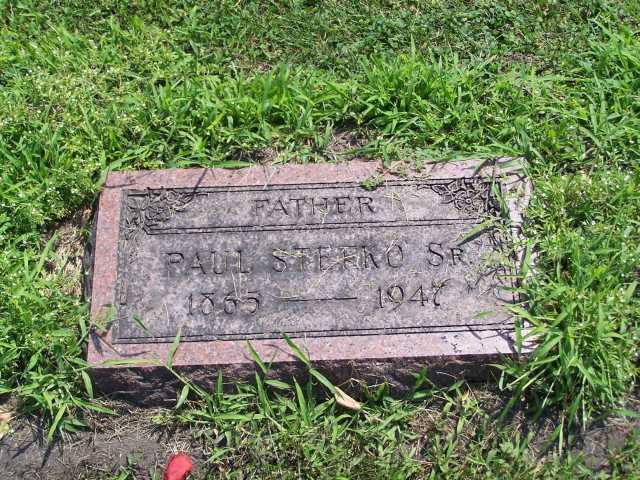 FATHER
PAUL STEFKO SR.
1865 — 1947